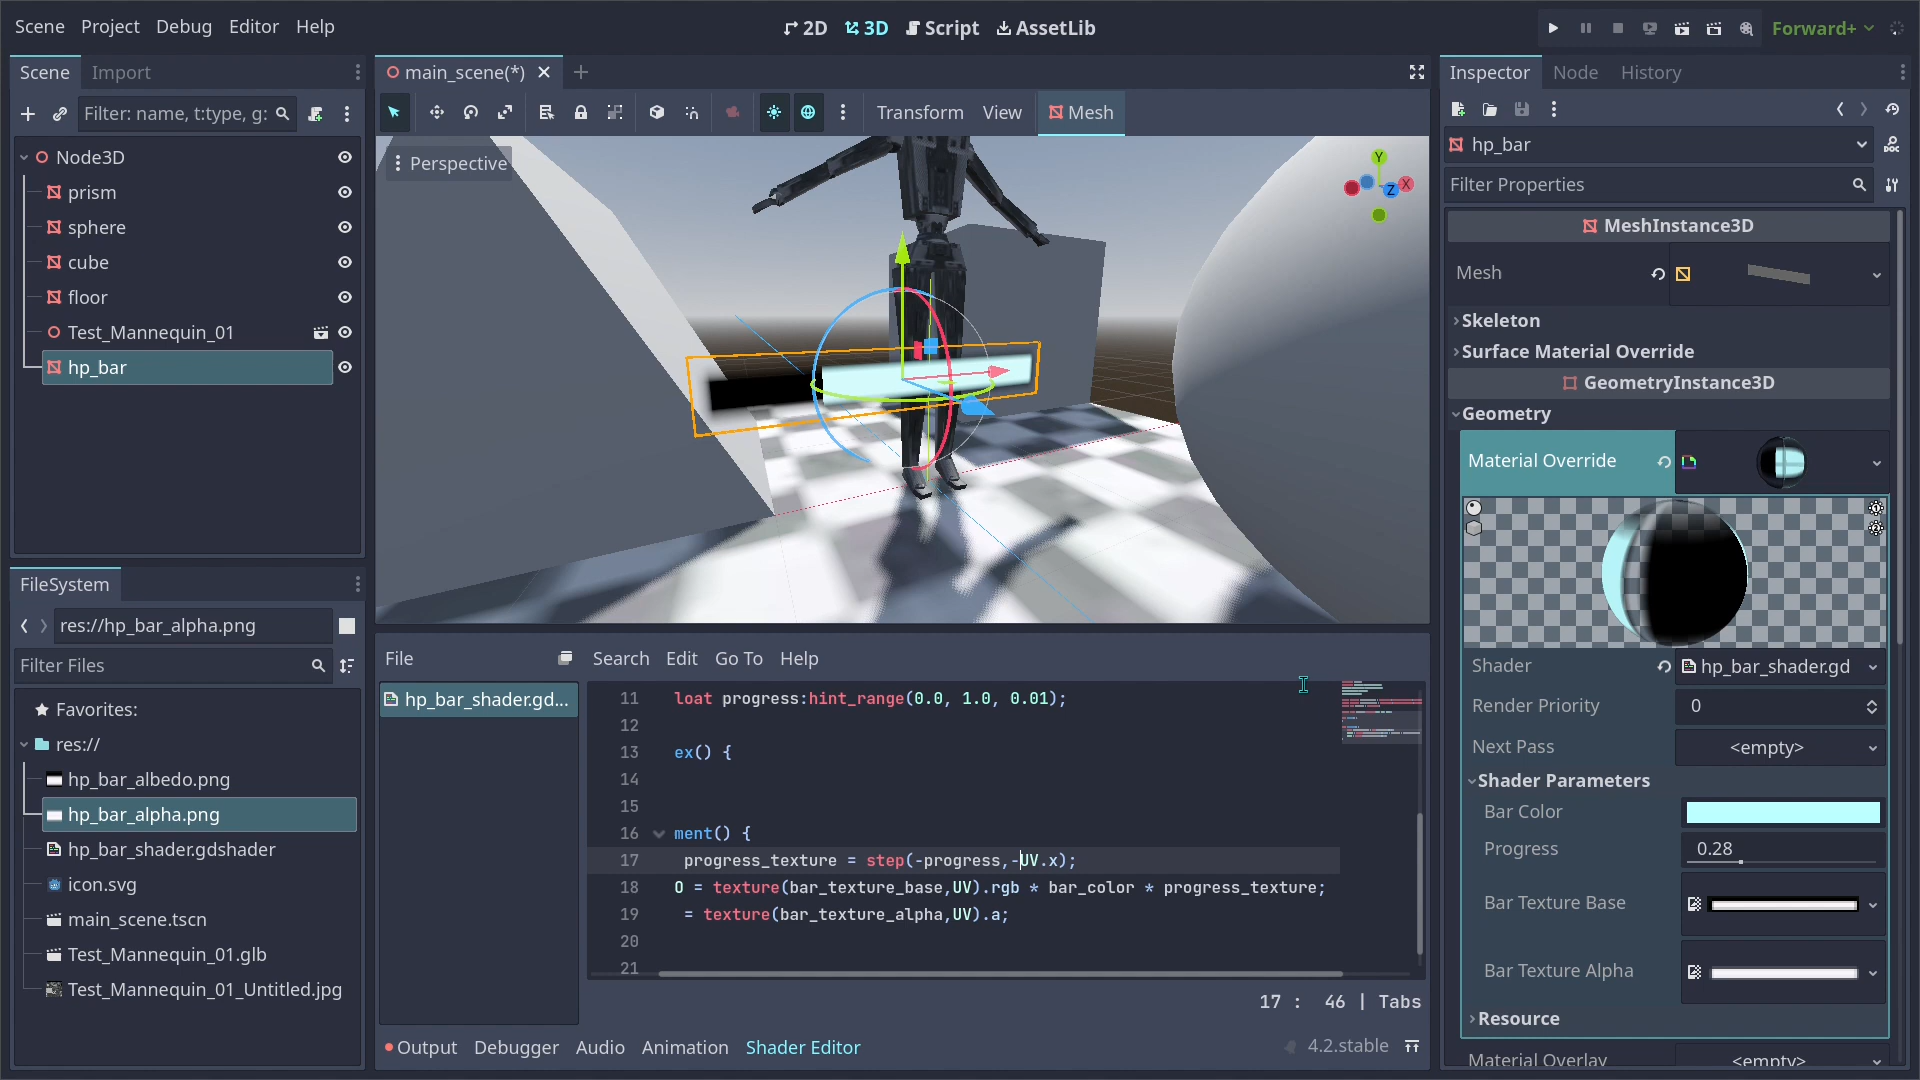 Scene Project Debug Editor Help
2D 3D Script AssetLib
Forward+
Scene Import
Filter: name, t:type, g:
Node3D
prism
sphere
cube
floor
Test_Mannequin_01
hp_bar
FileSystem
res://hp_bar_alpha.png
Filter Files
Favorites:
res://
hp_bar_albedo.png
hp_bar_alpha.png
hp_bar_shader.gdshader
icon.svg
main_scene.tscn
Test_Mannequin_01.glb
Test_Mannequin_01_Untitled.jpg
main_scene(*)
Transform View Mesh
Perspective
Y
Z X
File Search Edit Go To Help
hp_bar_shader.gd...
11 loat progress:hint_range(0.0, 1.0, 0.01);
12
13 ex() {
14
15
16 ment() {
17 progress_texture = step(-progress,-UV.x);
18 O = texture(bar_texture_base,UV).rgb * bar_color * progress_texture;
19 = texture(bar_texture_alpha,UV).a;
20
21
17 : 46 | Tabs
Output Debugger Audio Animation Shader Editor
4.2.stable
Inspector Node History
hp_bar
Filter Properties
MeshInstance3D
Mesh
Skeleton
Surface Material Override
GeometryInstance3D
Geometry
Material Override
Shader hp_bar_shader.gd
Render Priority 0
Next Pass <empty>
Shader Parameters
Bar Color
Progress 0.28
Bar Texture Base
Bar Texture Alpha
Resource
Material Overlay <empty>